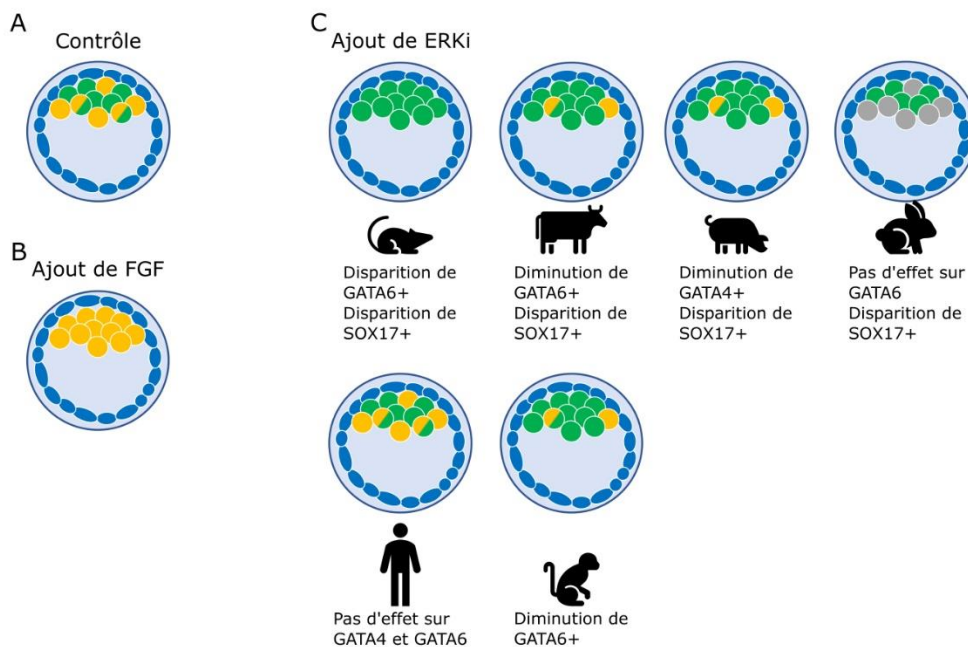 A
Contrôle
B
Ajout de FGF
C
Ajout de ERKi
Disparition de
GATA6+
Disparition de
SOX17+
Diminution de
GATA6+
Disparition de
SOX17+
Diminution de
GATA4+
Disparition de
SOX17+
Pas d'effet sur
GATA6
Disparition de
SOX17+
Pas d'effet sur
GATA4 et GATA6
Diminution de
GATA6+